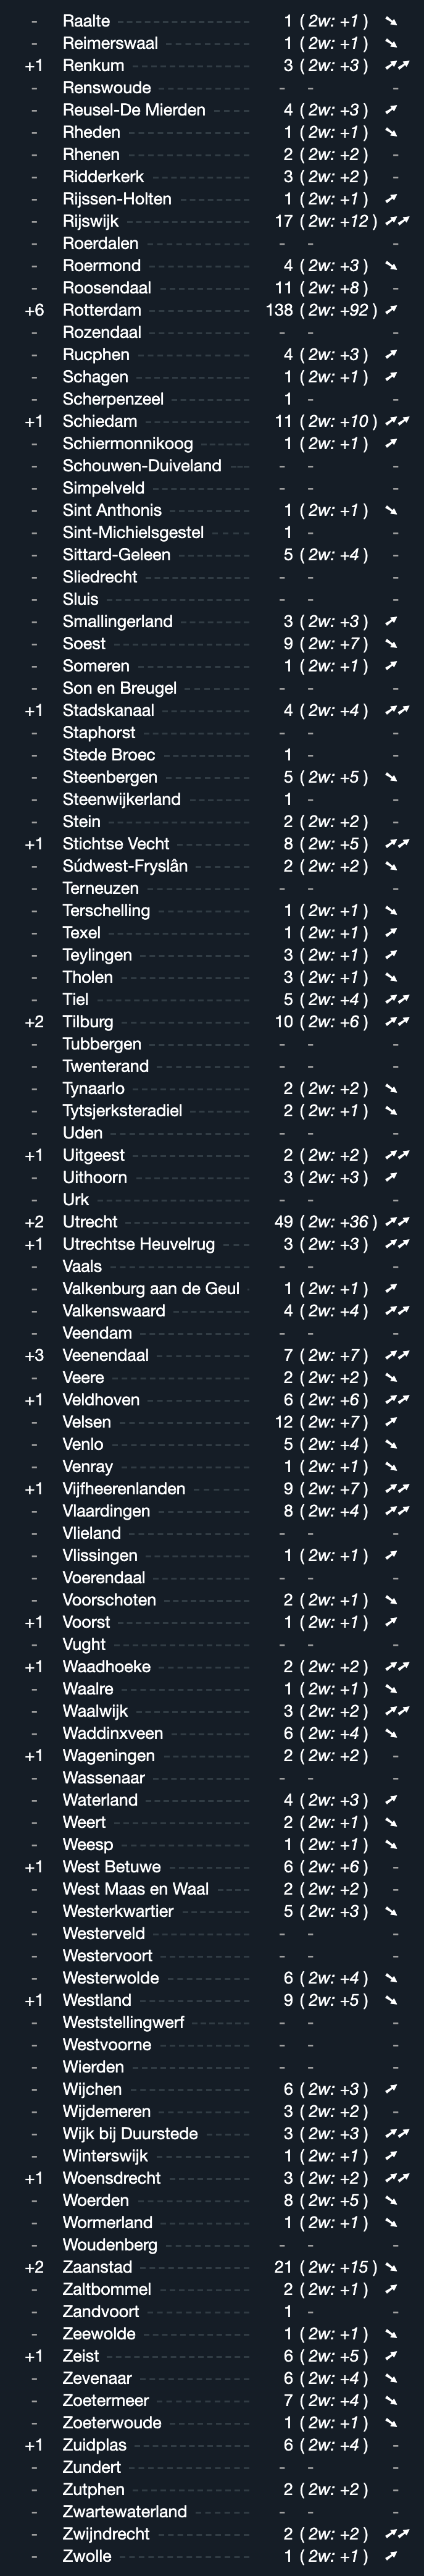 - Raalte 1 ( 2w: +1 ) ➘
- Reimerswaal 1 ( 2w: +1 ) ➘
+1 Renkum 3 ( 2w: +3 ) ➚➚
- Renswoude - - -
- Reusel-De Mierden 4 ( 2w: +3 ) ➚
- Rheden 1 ( 2w: +1 ) ➘
- Rhenen 2 ( 2w: +2 ) -
- Ridderkerk 3 ( 2w: +2 ) -
- Rijssen-Holten 1 ( 2w: +1 ) ➚
- Rijswijk 17 ( 2w: +12 ) ➚➚
- Roerdalen - - -
- Roermond 4 ( 2w: +3 ) ➘
- Roosendaal 11 ( 2w: +8 ) -
+6 Rotterdam 138 ( 2w: +92 ) ➚
- Rozendaal - - -
- Rucphen 4 ( 2w: +3 ) ➚
- Schagen 1 ( 2w: +1 ) ➚
- Scherpenzeel 1 - -
+1 Schiedam 11 ( 2w: +10 ) ➚➚
- Schiermonnikoog 1 ( 2w: +1 ) ➚
- Schouwen-Duiveland - - -
- Simpelveld - - -
- Sint Anthonis 1 ( 2w: +1 ) ➘
- Sint-Michielsgestel 1 - -
- Sittard-Geleen 5 ( 2w: +4 ) -
- Sliedrecht - - -
- Sluis - - -
- Smallingerland 3 ( 2w: +3 ) ➚
- Soest 9 ( 2w: +7 ) ➘
- Someren 1 ( 2w: +1 ) ➚
- Son en Breugel - - -
+1 Stadskanaal 4 ( 2w: +4 ) ➚➚
- Staphorst - - -
- Stede Broec 1 - -
- Steenbergen 5 ( 2w: +5 ) ➘
- Steenwijkerland 1 - -
- Stein 2 ( 2w: +2 ) -
+1 Stichtse Vecht 8 ( 2w: +5 ) ➚➚
- Súdwest-Fryslân 2 ( 2w: +2 ) ➘
- Terneuzen - - -
- Terschelling 1 ( 2w: +1 ) ➘
- Texel 1 ( 2w: +1 ) ➚
- Teylingen 3 ( 2w: +1 ) ➚
- Tholen 3 ( 2w: +1 ) ➘
- Tiel 5 ( 2w: +4 ) ➚➚
+2 Tilburg 10 ( 2w: +6 ) ➚➚
- Tubbergen - - -
- Twenterand - - -
- Tynaarlo 2 ( 2w: +2 ) ➘
- Tytsjerksteradiel 2 ( 2w: +1 ) ➘
- Uden - - -
+1 Uitgeest 2 ( 2w: +2 ) ➚➚
- Uithoorn 3 ( 2w: +3 ) ➚
- Urk - - -
+2 Utrecht 49 ( 2w: +36 ) ➚➚
+1 Utrechtse Heuvelrug 3 ( 2w: +3 ) ➚➚
- Vaals - - -
- Valkenburg aan de Geul 1 ( 2w: +1 ) ➚
- Valkenswaard 4 ( 2w: +4 ) ➚➚
- Veendam - - -
+3 Veenendaal 7 ( 2w: +7 ) ➚➚
- Veere 2 ( 2w: +2 ) ➘
+1 Veldhoven 6 ( 2w: +6 ) ➚➚
- Velsen 12 ( 2w: +7 ) ➚
- Venlo 5 ( 2w: +4 ) ➘
- Venray 1 ( 2w: +1 ) ➘
+1 Vijfheerenlanden 9 ( 2w: +7 ) ➚➚
- Vlaardingen 8 ( 2w: +4 ) ➚➚
- Vlieland - - -
- Vlissingen 1 ( 2w: +1 ) ➚
- Voerendaal - - -
- Voorschoten 2 ( 2w: +1 ) ➘
+1 Voorst 1 ( 2w: +1 ) ➚
- Vught - - -
+1 Waadhoeke 2 ( 2w: +2 ) ➚➚
- Waalre 1 ( 2w: +1 ) ➘
- Waalwijk 3 ( 2w: +2 ) ➚➚
- Waddinxveen 6 ( 2w: +4 ) ➘
+1 Wageningen 2 ( 2w: +2 ) -
- Wassenaar - - -
- Waterland 4 ( 2w: +3 ) ➚
- Weert 2 ( 2w: +1 ) ➘
- Weesp 1 ( 2w: +1 ) ➘
+1 West Betuwe 6 ( 2w: +6 ) -
- West Maas en Waal 2 ( 2w: +2 ) -
- Westerkwartier 5 ( 2w: +3 ) ➘
- Westerveld - - -
- Westervoort - - -
- Westerwolde 6 ( 2w: +4 ) ➘
+1 Westland 9 ( 2w: +5 ) ➘
- Weststellingwerf - - -
- Westvoorne - - -
- Wierden - - -
- Wijchen 6 ( 2w: +3 ) ➚
- Wijdemeren 3 ( 2w: +2 ) -
- Wijk bij Duurstede 3 ( 2w: +3 ) ➚➚
- Winterswijk 1 ( 2w: +1 ) ➚
+1 Woensdrecht 3 ( 2w: +2 ) ➚➚
- Woerden 8 ( 2w: +5 ) ➘
- Wormerland 1 ( 2w: +1 ) ➘
- Woudenberg - - -
+2 Zaanstad 21 ( 2w: +15 ) ➘
- Zaltbommel 2 ( 2w: +1 ) ➚
- Zandvoort 1 - -
- Zeewolde 1 ( 2w: +1 ) ➘
+1 Zeist 6 ( 2w: +5 ) ➚
- Zevenaar 6 ( 2w: +4 ) ➘
- Zoetermeer 7 ( 2w: +4 ) ➘
- Zoeterwoude 1 ( 2w: +1 ) ➘
+1 Zuidplas 6 ( 2w: +4 ) -
- Zundert - - -
- Zutphen 2 ( 2w: +2 ) -
- Zwartewaterland - - -
- Zwijndrecht 2 ( 2w: +2 ) ➚➚
- Zwolle 1 ( 2w: +1 ) ➚